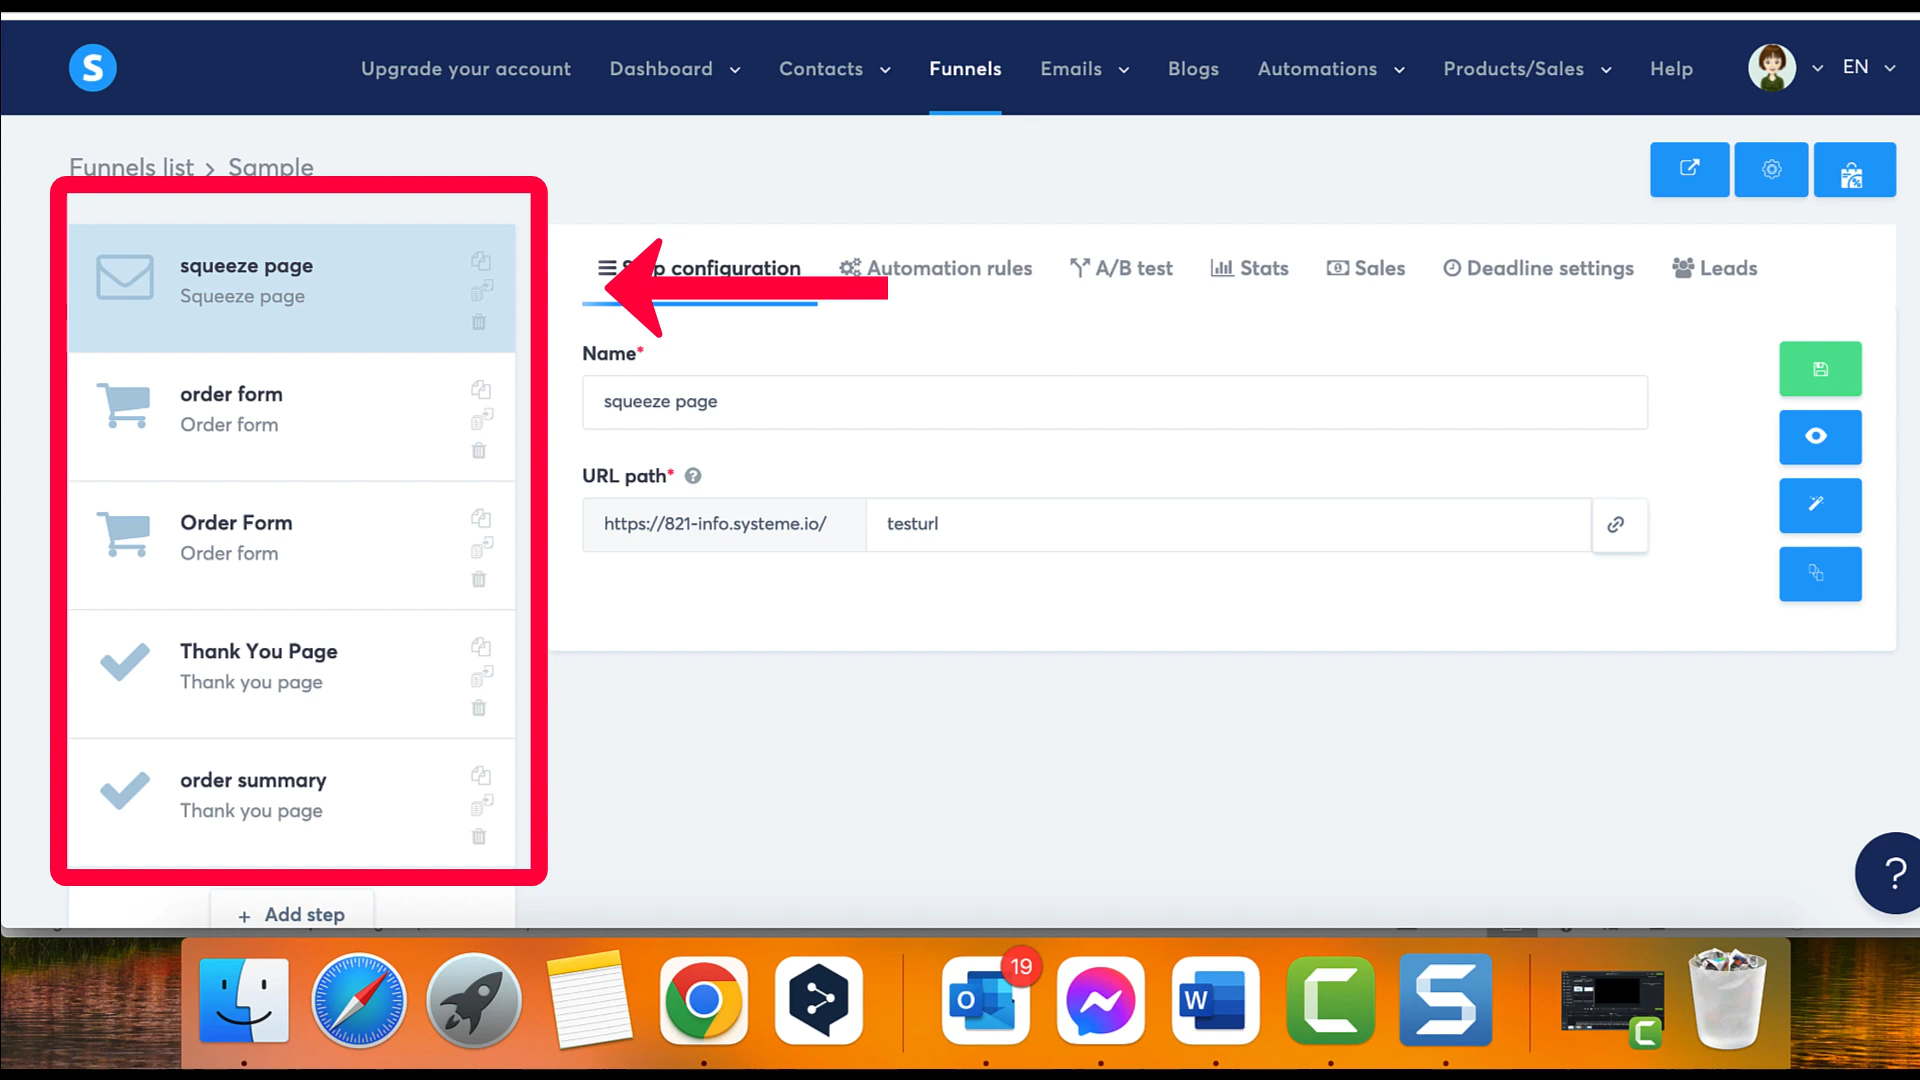 S
Upgrade your account
Dashboard
Contacts
Funnels
Emails
Blogs
Automations
Products/Sales
Help
EN
Funnels list > Sample
squeeze page
Squeeze page
order form
Order form
Order Form
Order form
Thank You Page
Thank you page
order summary
Thank you page
+ Add step
configuration
Automation rules
A/B test
Stats
Sales
Deadline settings
Leads
Name*
squeeze page
URL path* ?
https://821-info.systeme.io/
testurl
?
19
O
W
C
S
C